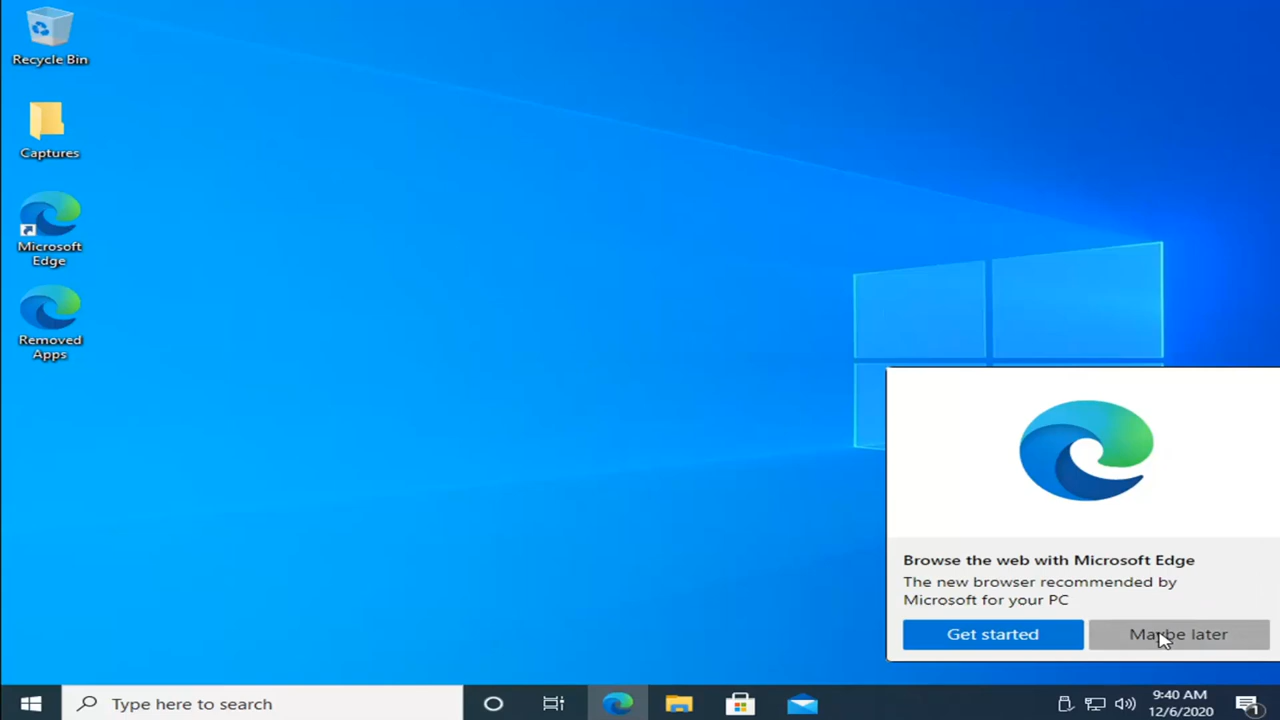 Recycle Bin
Captures
Microsoft
Edge
Removed
Apps
Browse the web with Microsoft Edge
The new browser recommended by
Microsoft for your PC
Get started
Maybe later
Type here to search
9:40 AM
12/6/2020
1